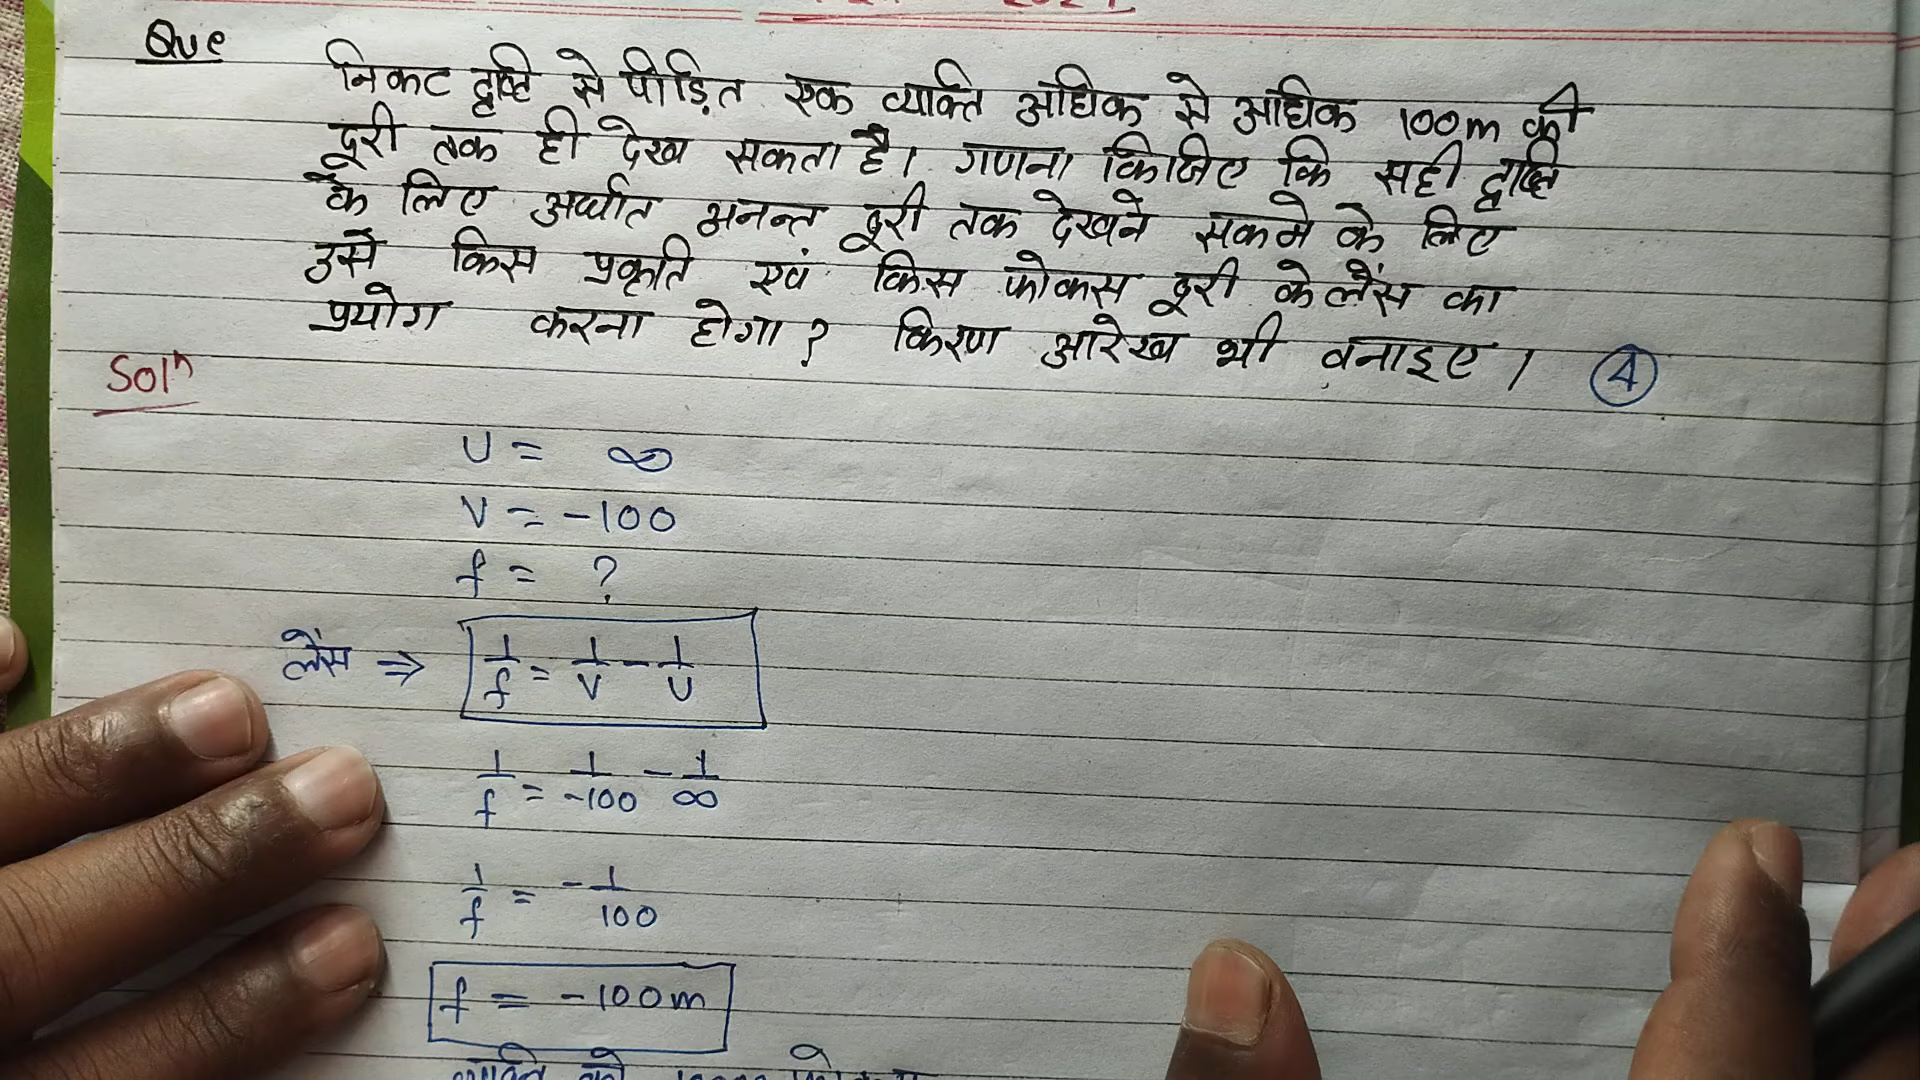 Que
निकट दृष्टि से पीड़ित एक व्यक्ति अधिक से अधिक 100m की
दूरी तक ही देख सकता है। गणना किजिए कि सही दृष्टि
के लिए अर्थात अनन्त दूरी तक देखने सकने के लिए
उसे किस प्रकृति एवं किस फोकस दूरी के लेंस का
प्रयोग करना होगा? किरण आरेख भी बनाइए। 4
Solⁿ
U = ∞
V = -100
f = ?
लेंस ⇒ 1/f = 1/V - 1/U
1/f = 1/-100 - 1/∞
1/f = -1/100
f = -100m
व्यक्ति को